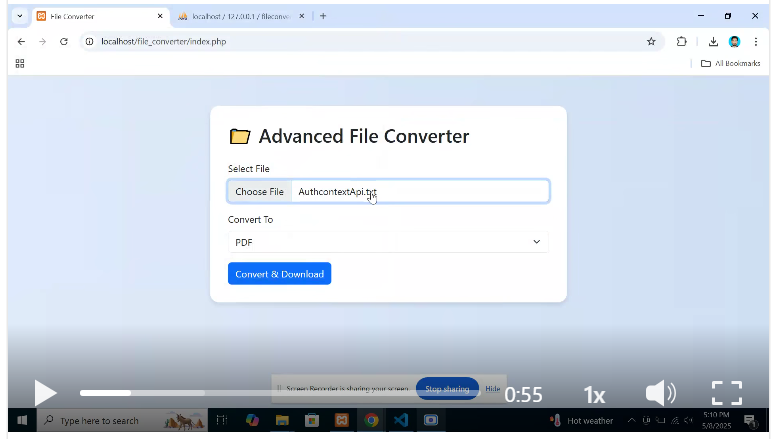 File Converter
localhost / 127.0.0.1 / fileconve
localhost/file_converter/index.php
All Bookmarks
Advanced File Converter
Select File
Choose File AuthcontextApi.txt
Convert To
PDF
Convert & Download
Screen Recorder is sharing your screen. Stop sharing Hide
0:55 1x
Type here to search
Hot weather
5:10 PM
5/8/2025